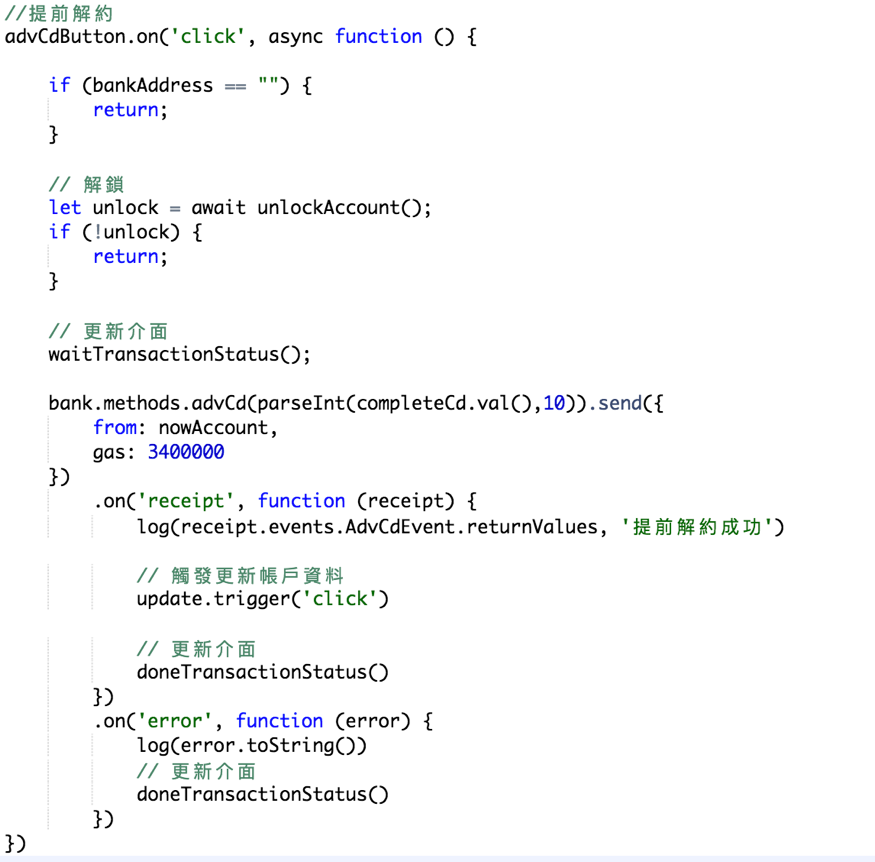 //提前解約
advCdButton.on('click', async function () {
if (bankAddress == "") {
return;
}
// 解鎖
let unlock = await unlockAccount();
if (!unlock) {
return;
}
// 更新介面
waitTransactionStatus();
bank.methods.advCd(parseInt(completeCd.val(),10)).send({
from: nowAccount,
gas: 3400000
})
.on('receipt', function (receipt) {
log(receipt.events.AdvCdEvent.returnValues, '提前解約成功')
// 觸發更新帳戶資料
update.trigger('click')
// 更新介面
doneTransactionStatus()
})
.on('error', function (error) {
log(error.toString())
// 更新介面
doneTransactionStatus()
})
})